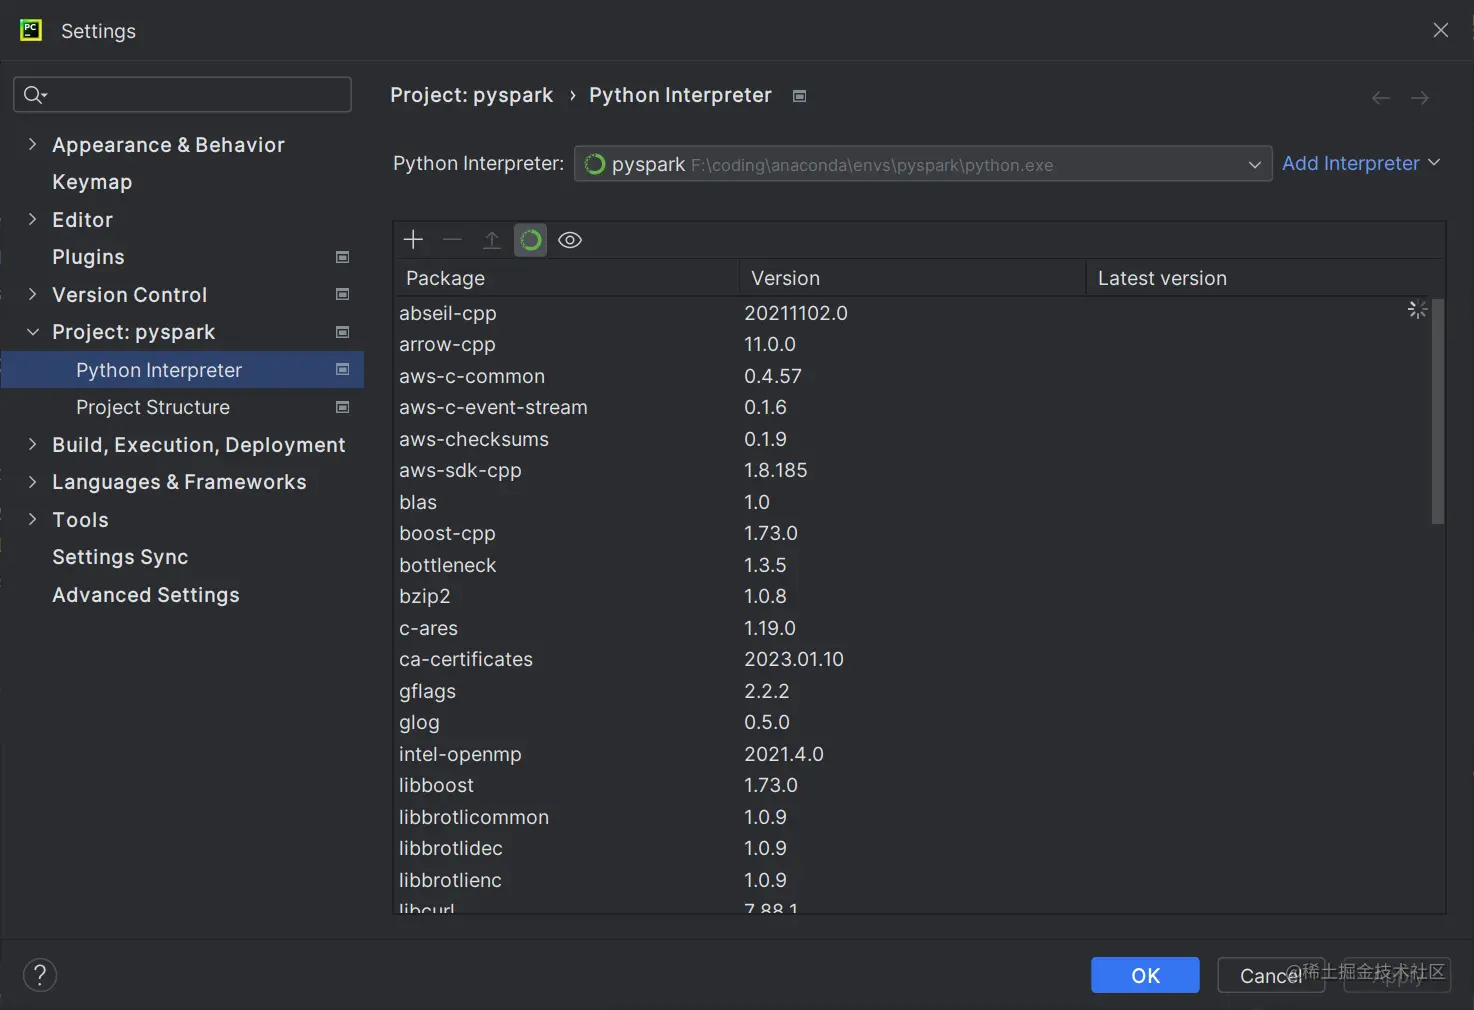 PC
Settings
Project: pyspark › Python Interpreter
Appearance & Behavior
Keymap
Editor
Plugins
Version Control
Project: pyspark
Python Interpreter
Project Structure
Build, Execution, Deployment
Languages & Frameworks
Tools
Settings Sync
Advanced Settings
Python Interpreter: pyspark F:\coding\anaconda\envs\pyspark\python.exe Add Interpreter
Package Version Latest version
abseil-cpp 20211102.0
arrow-cpp 11.0.0
aws-c-common 0.4.57
aws-c-event-stream 0.1.6
aws-checksums 0.1.9
aws-sdk-cpp 1.8.185
blas 1.0
boost-cpp 1.73.0
bottleneck 1.3.5
bzip2 1.0.8
c-ares 1.19.0
ca-certificates 2023.01.10
gflags 2.2.2
glog 0.5.0
intel-openmp 2021.4.0
libboost 1.73.0
libbrotlicommon 1.0.9
libbrotlidec 1.0.9
libbrotlienc 1.0.9
libcurl 7.88.1
?
OK Cancel Apply
@稀土掘金技术社区